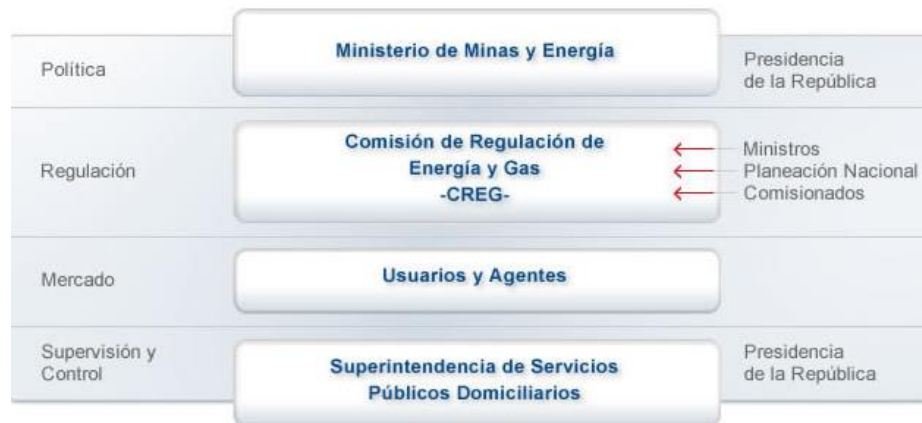 Política
Ministerio de Minas y Energía
Presidencia
de la República
Regulación
Comisión de Regulación de
Energía y Gas
-CREG-
Ministros
Planeación Nacional
Comisionados
Mercado
Usuarios y Agentes
Supervisión y
Control
Superintendencia de Servicios
Públicos Domiciliarios
Presidencia
de la República